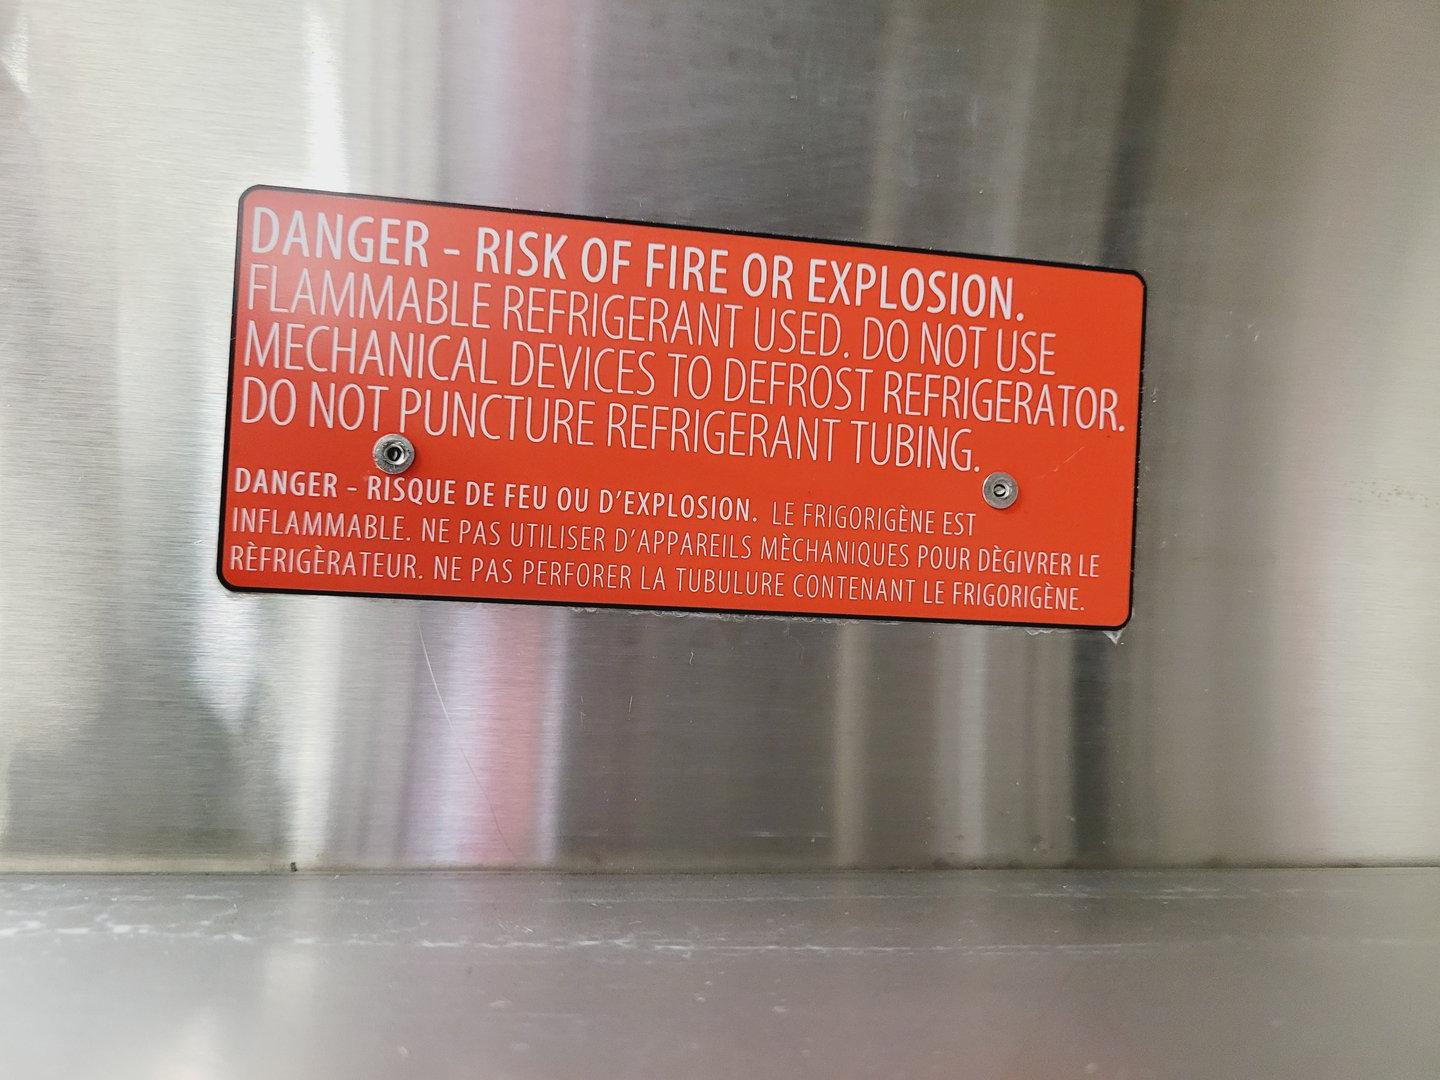 DANGER - RISK OF FIRE OR EXPLOSION.
FLAMMABLE REFRIGERANT USED. DO NOT USE
MECHANICAL DEVICES TO DEFROST REFRIGERATOR.
DO NOT PUNCTURE REFRIGERANT TUBING.
DANGER - RISQUE DE FEU OU D'EXPLOSION. LE FRIGORIGÈNE EST
INFLAMMABLE. NE PAS UTILISER D'APPAREILS MÈCHANIQUES POUR DÈGIVRER LE
RÈFRIGÈRATEUR. NE PAS PERFORER LA TUBULURE CONTENANT LE FRIGORIGÈNE.